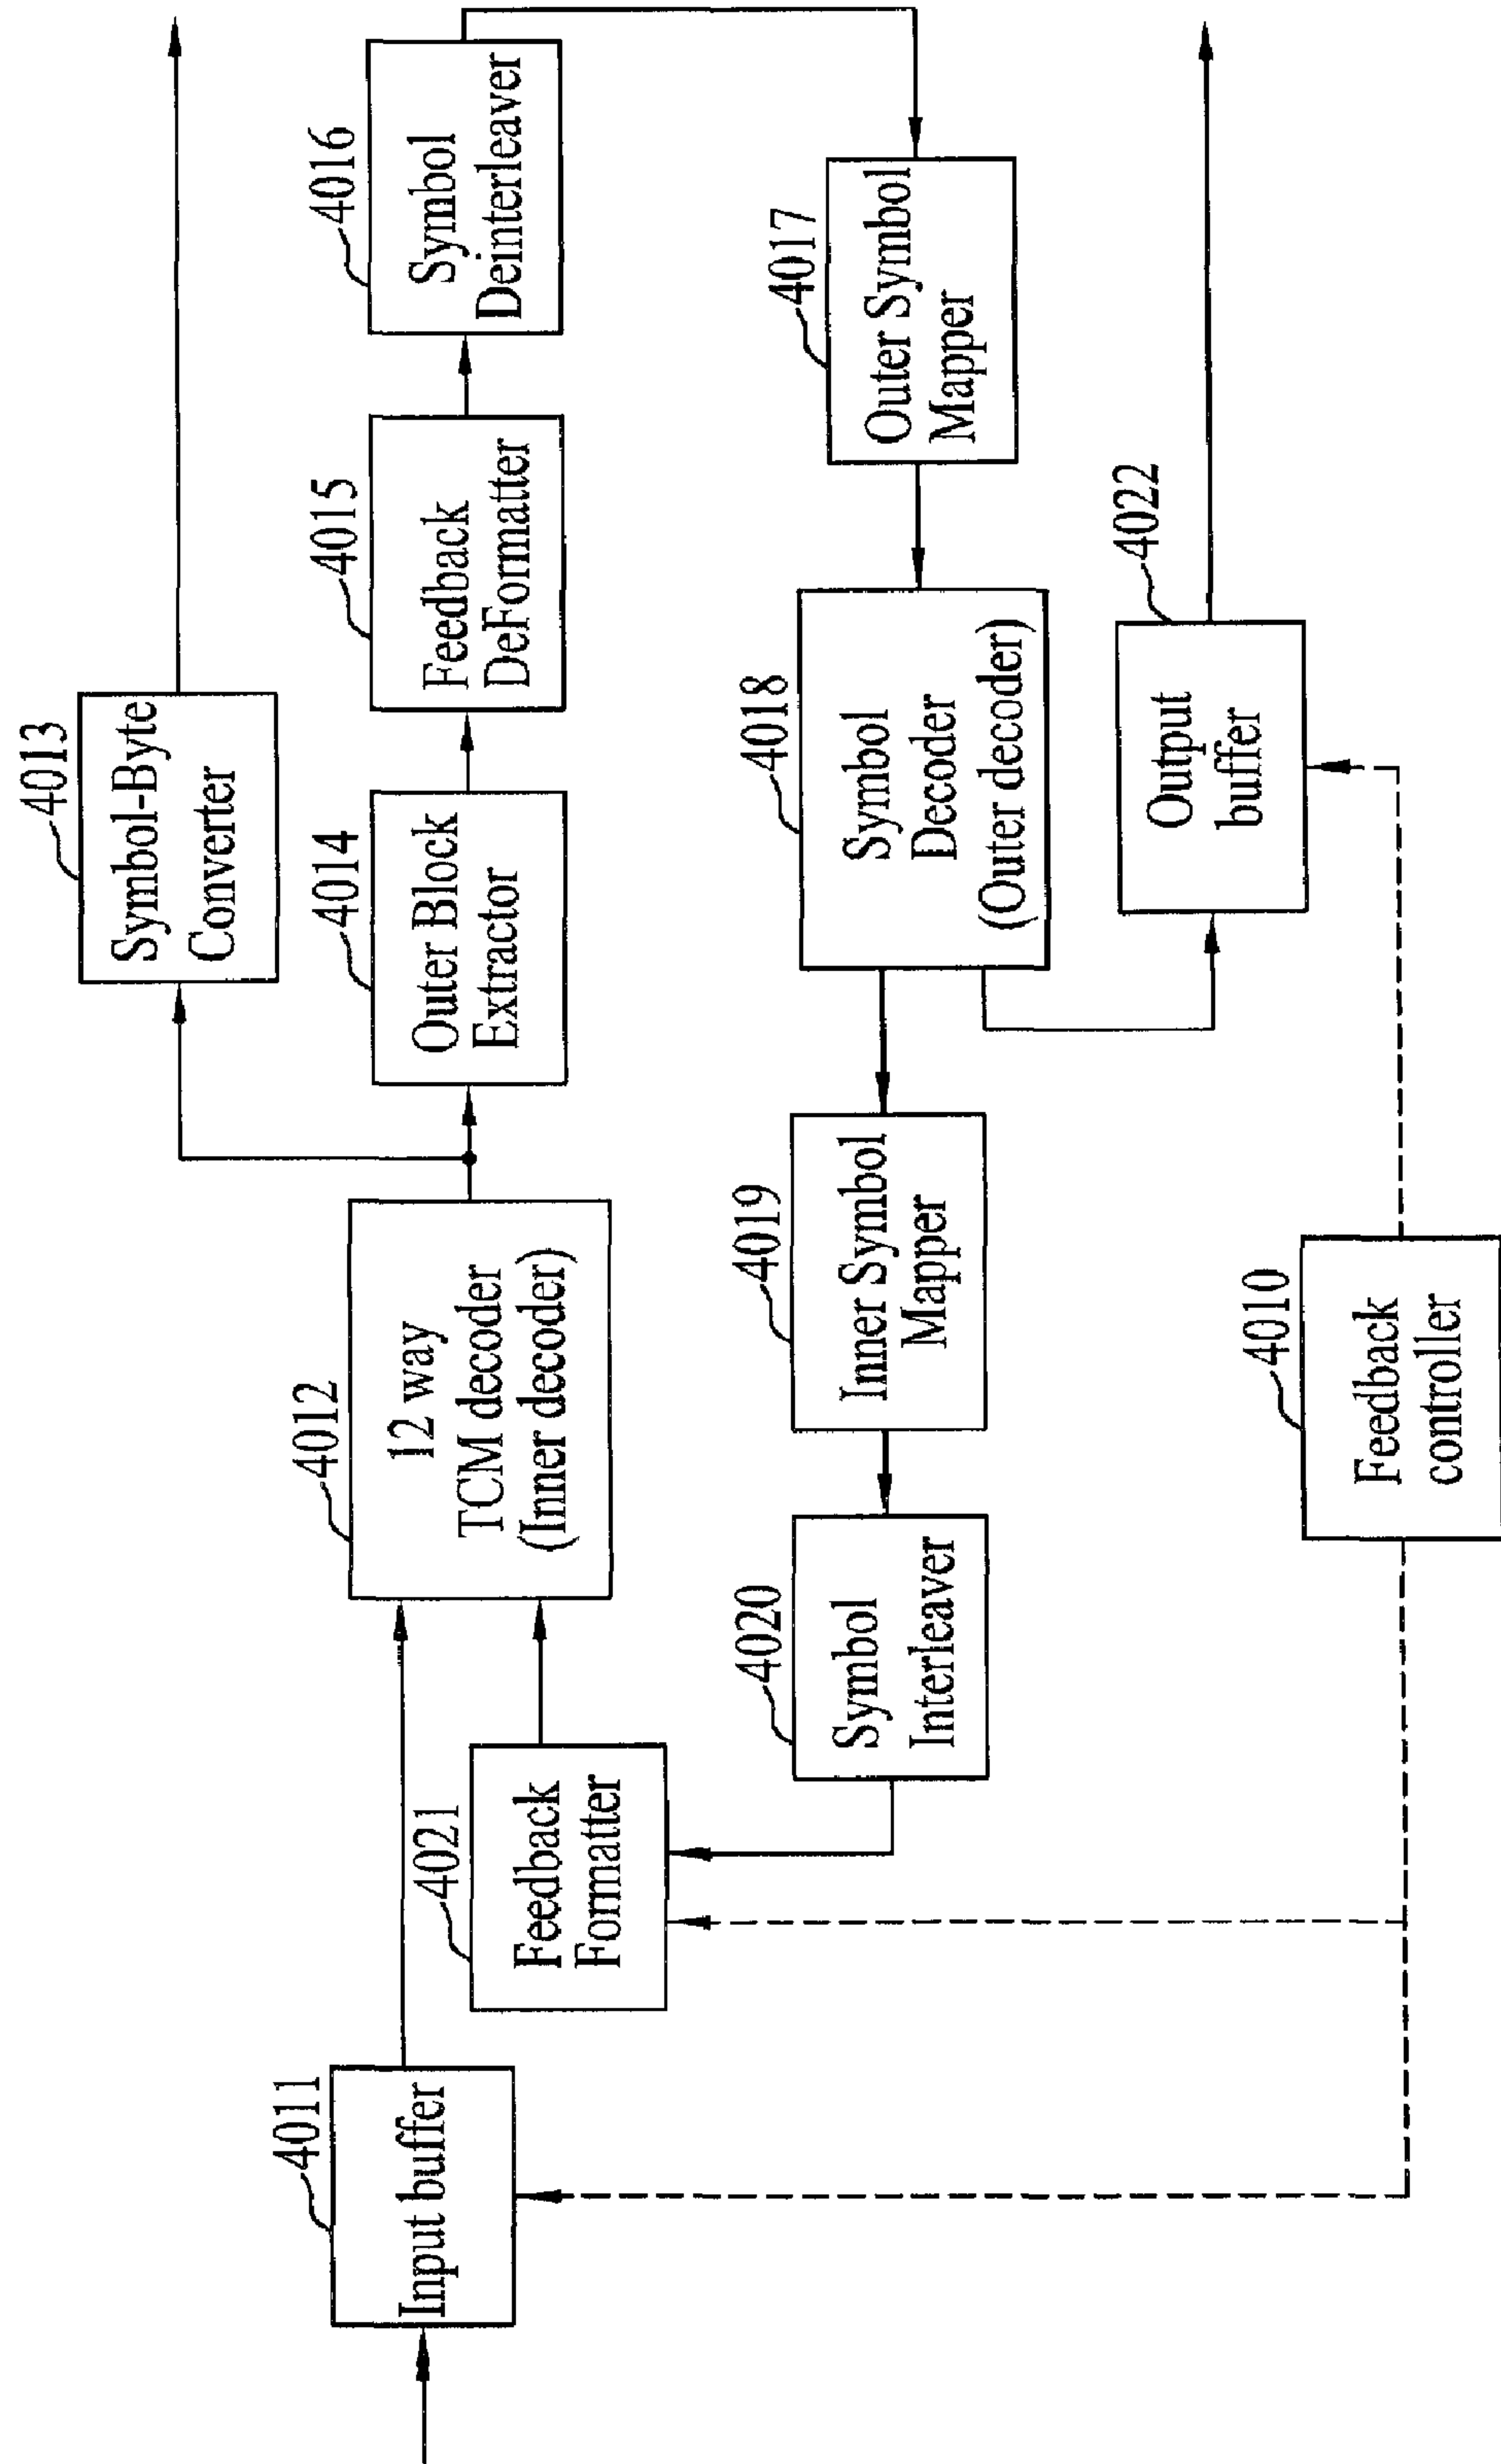 4011
Input buffer
4012
12 way
TCM decoder
(Inner decoder)
4013
Symbol-Byte
Converter
4014
Outer Block
Extractor
4015
Feedback
DeFormatter
4016
Symbol
Deinterleaver
4021
Feedback
Formatter
4020
Symbol
Interleaver
4019
Inner Symbol
Mapper
4018
Symbol
Decoder
(Outer decoder)
4017
Outer Symbol
Mapper
4010
Feedback
controller
4022
Output
buffer